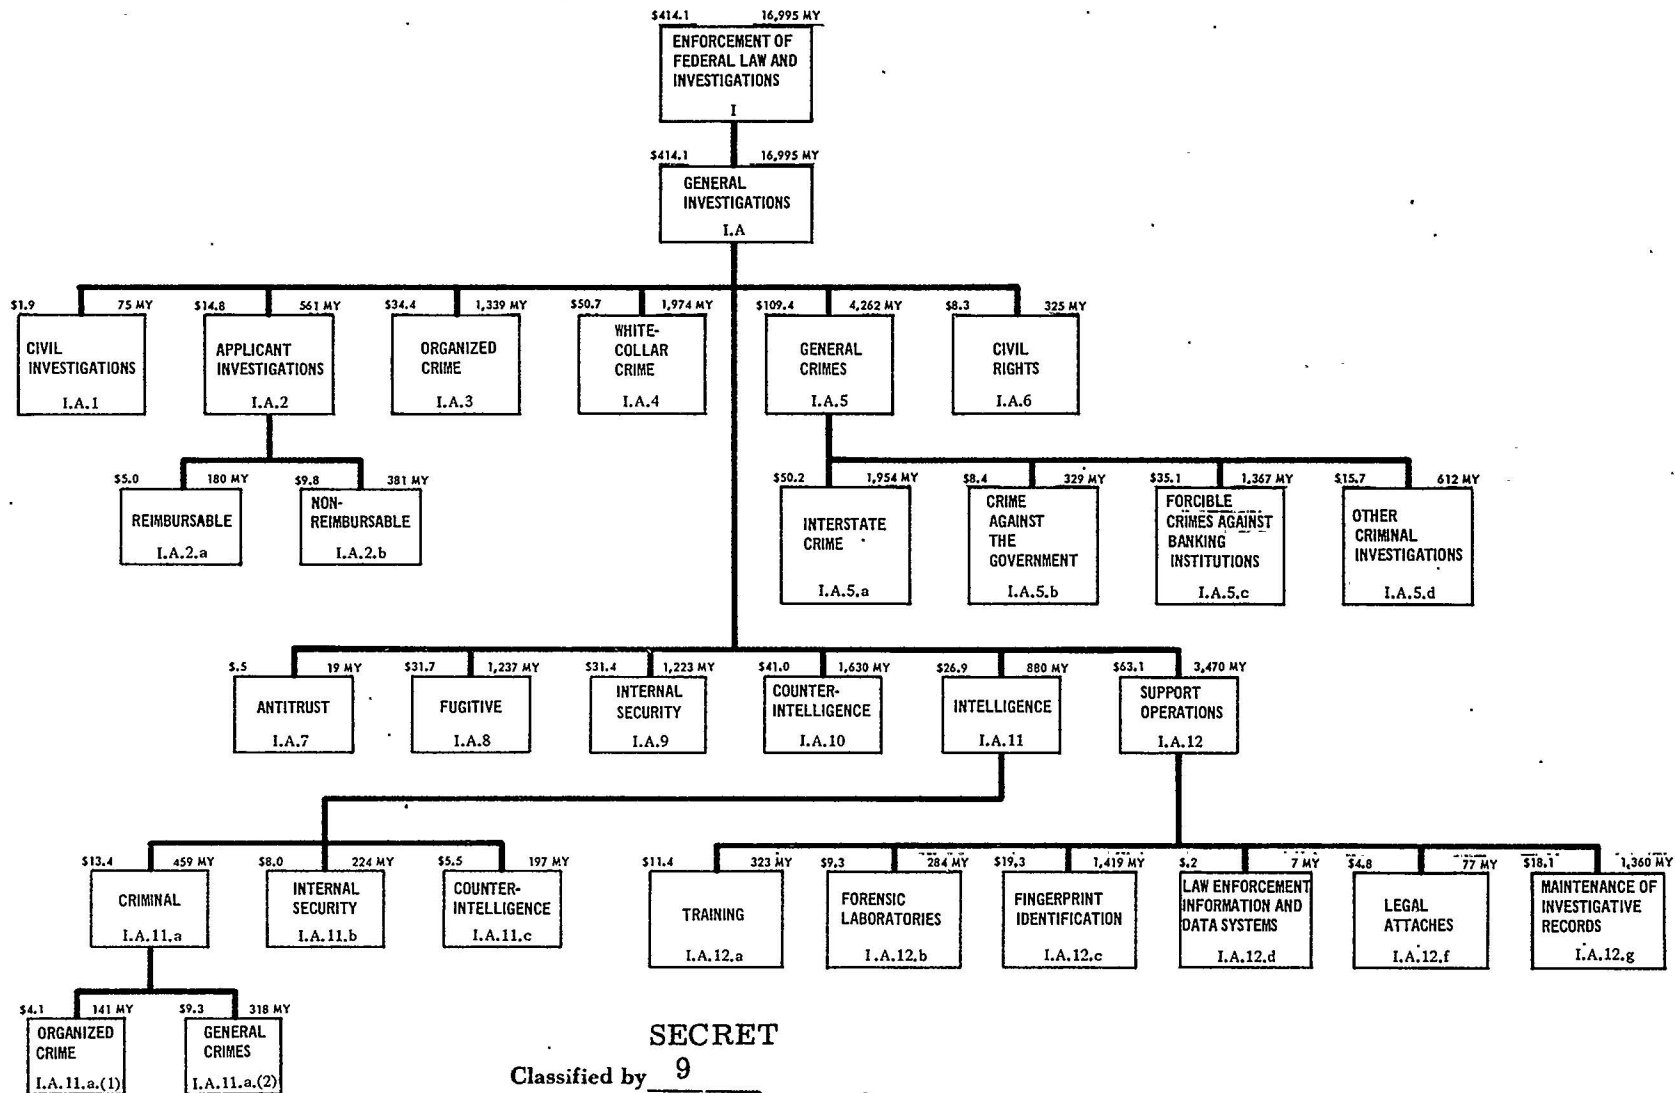 $414.1 16,995 MY
ENFORCEMENT OF
FEDERAL LAW AND
INVESTIGATIONS
I
$414.1 16,995 MY
GENERAL
INVESTIGATIONS
I.A
$1.9 75 MY
CIVIL
INVESTIGATIONS
I.A.1
$14.8 561 MY
APPLICANT
INVESTIGATIONS
I.A.2
$34.4 1,339 MY
ORGANIZED
CRIME
I.A.3
$50.7 1,974 MY
WHITE-
COLLAR
CRIME
I.A.4
$109.4 4,262 MY
GENERAL
CRIMES
I.A.5
$8.3 325 MY
CIVIL
RIGHTS
I.A.6
$5.0 180 MY
REIMBURSABLE
I.A.2.a
$9.8 381 MY
NON-
REIMBURSABLE
I.A.2.b
$50.2 1,954 MY
INTERSTATE
CRIME
I.A.5.a
$8.4 329 MY
CRIME
AGAINST
THE
GOVERNMENT
I.A.5.b
$35.1 1,367 MY
FORCIBLE
CRIMES AGAINST
BANKING
INSTITUTIONS
I.A.5.c
$15.7 612 MY
OTHER
CRIMINAL
INVESTIGATIONS
I.A.5.d
$.5 19 MY
ANTITRUST
I.A.7
$31.7 1,237 MY
FUGITIVE
I.A.8
$31.4 1,223 MY
INTERNAL
SECURITY
I.A.9
$41.0 1,630 MY
COUNTER-
INTELLIGENCE
I.A.10
$26.9 880 MY
INTELLIGENCE
I.A.11
$63.1 3,470 MY
SUPPORT
OPERATIONS
I.A.12
$13.4 459 MY
CRIMINAL
I.A.11.a
$8.0 224 MY
INTERNAL
SECURITY
I.A.11.b
$5.5 197 MY
COUNTER-
INTELLIGENCE
I.A.11.c
$11.4 323 MY
TRAINING
I.A.12.a
$9.3 284 MY
FORENSIC
LABORATORIES
I.A.12.b
$19.3 1,419 MY
FINGERPRINT
IDENTIFICATION
I.A.12.c
$.2 7 MY
LAW ENFORCEMENT
INFORMATION AND
DATA SYSTEMS
I.A.12.d
$4.8 77 MY
LEGAL
ATTACHES
I.A.12.f
$18.1 1,360 MY
MAINTENANCE OF
INVESTIGATIVE
RECORDS
I.A.12.g
$4.1 141 MY
ORGANIZED
CRIME
I.A.11.a.(1)
$9.3 318 MY
GENERAL
CRIMES
I.A.11.a.(2)
SECRET
Classified by 9